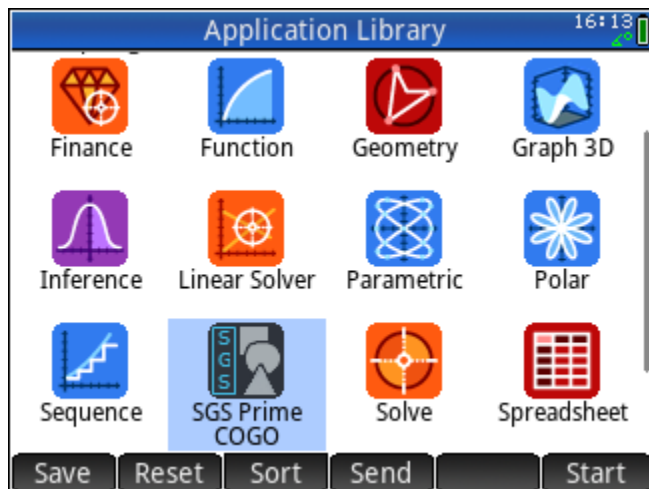 Application Library
16:13
Finance
Function
Geometry
Graph 3D
Inference
Linear Solver
Parametric
Polar
Sequence
SGS
SGS Prime
COGO
Solve
Spreadsheet
Save
Reset
Sort
Send
Start